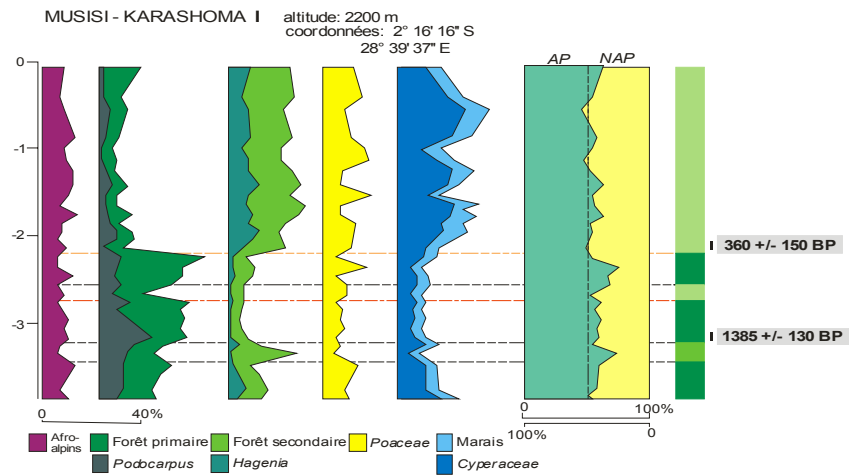 MUSISI - KARASHOMA I altitude: 2200 m
coordonnées: 2° 16' 16" S
28° 39' 37" E
0
AP NAP
-1
-2
360 +/- 150 BP
-3
1385 +/- 130 BP
0 40%
0 100%
100% 0
Afro-alpins Forêt primaire Forêt secondaire Poaceae Marais
Podocarpus Hagenia Cyperaceae